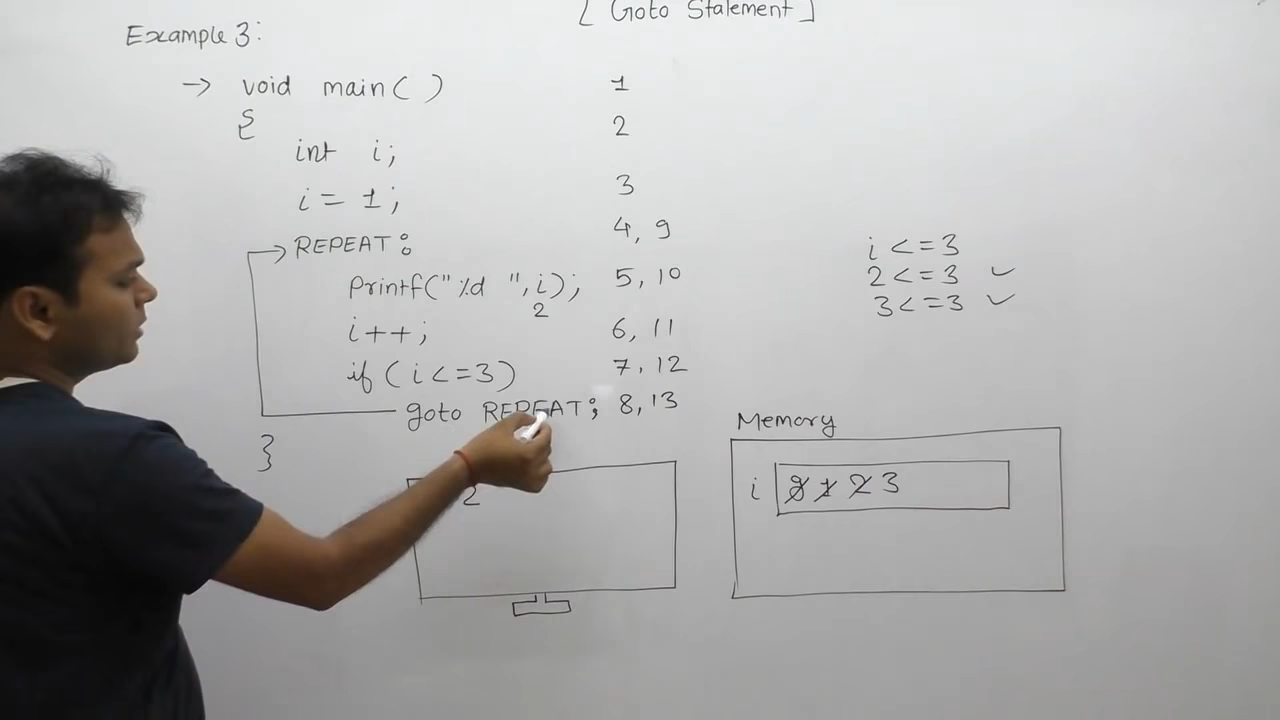 [ Goto Statement ]
Example 3:
→ void main( ) 1
{ 2
int i;
i = 1; 3
REPEAT: 4, 9
printf("%d ", i); 5, 10
2
i++; 6, 11
if (i <= 3) 7, 12
goto REPEAT; 8, 13
}
i <= 3
2 <= 3 ✓
3 <= 3 ✓
2
Memory
i 1 2 3